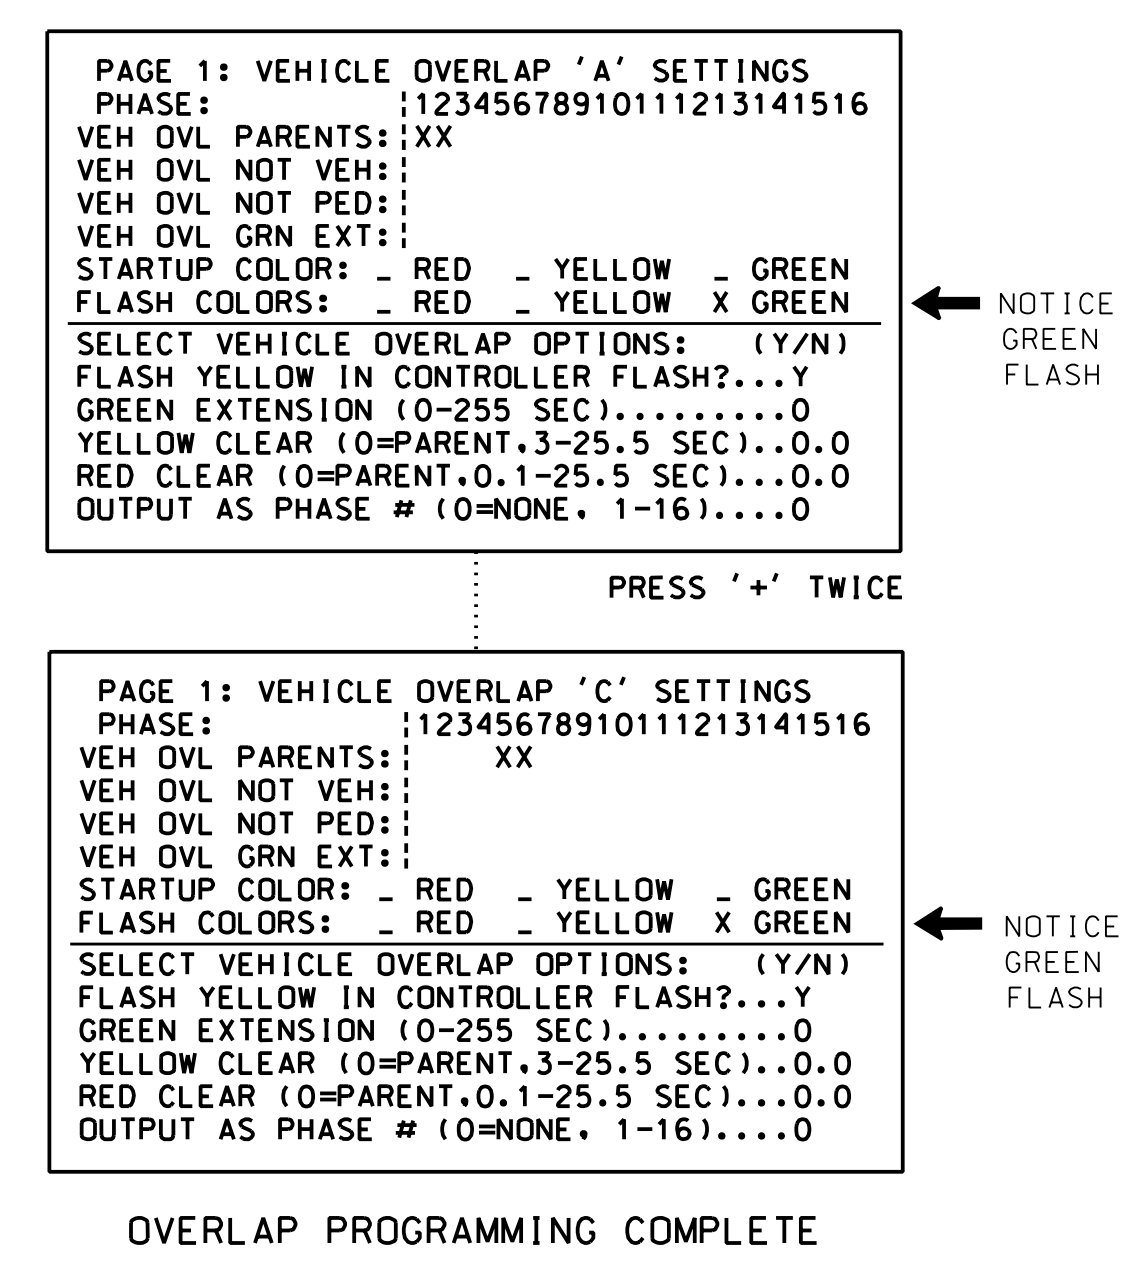 PAGE 1: VEHICLE OVERLAP 'A' SETTINGS
PHASE: ¦12345678910111213141516
VEH OVL PARENTS:¦XX
VEH OVL NOT VEH:¦
VEH OVL NOT PED:¦
VEH OVL GRN EXT:¦
STARTUP COLOR: _ RED _ YELLOW _ GREEN
FLASH COLORS: _ RED _ YELLOW X GREEN
NOTICE
GREEN
FLASH
SELECT VEHICLE OVERLAP OPTIONS: (Y/N)
FLASH YELLOW IN CONTROLLER FLASH?...Y
GREEN EXTENSION (0-255 SEC).........0
YELLOW CLEAR (0=PARENT,3-25.5 SEC)..0.0
RED CLEAR (0=PARENT,0.1-25.5 SEC)...0.0
OUTPUT AS PHASE # (0=NONE, 1-16)....0
PRESS '+' TWICE
PAGE 1: VEHICLE OVERLAP 'C' SETTINGS
PHASE: ¦12345678910111213141516
VEH OVL PARENTS:¦ XX
VEH OVL NOT VEH:¦
VEH OVL NOT PED:¦
VEH OVL GRN EXT:¦
STARTUP COLOR: _ RED _ YELLOW _ GREEN
FLASH COLORS: _ RED _ YELLOW X GREEN
NOTICE
GREEN
FLASH
SELECT VEHICLE OVERLAP OPTIONS: (Y/N)
FLASH YELLOW IN CONTROLLER FLASH?...Y
GREEN EXTENSION (0-255 SEC).........0
YELLOW CLEAR (0=PARENT,3-25.5 SEC)..0.0
RED CLEAR (0=PARENT,0.1-25.5 SEC)...0.0
OUTPUT AS PHASE # (0=NONE, 1-16)....0
OVERLAP PROGRAMMING COMPLETE